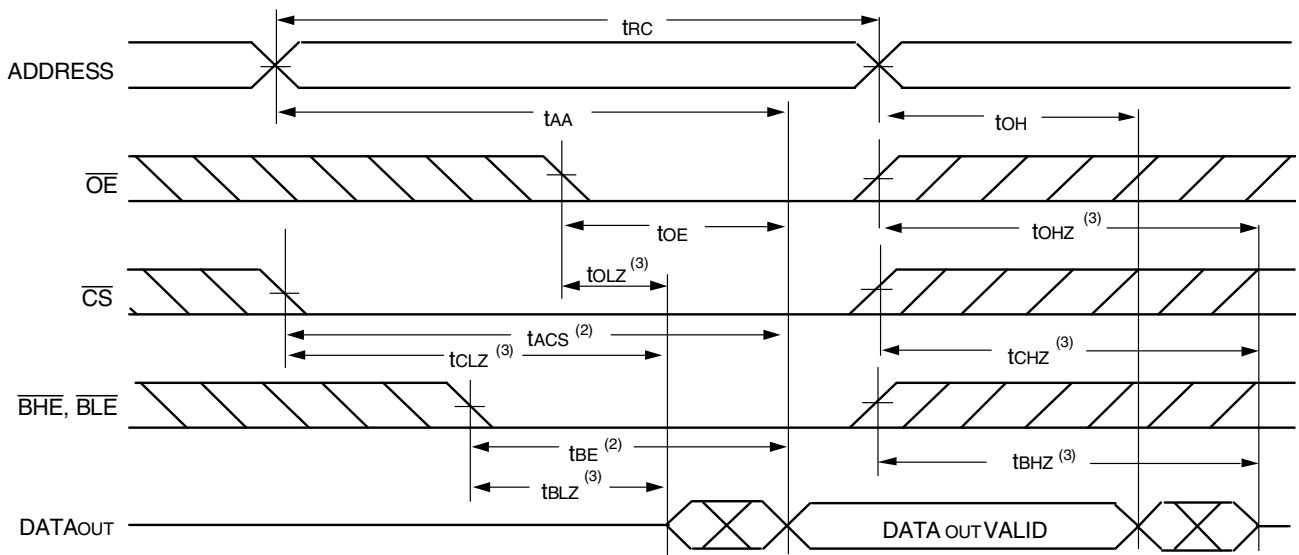 tRC
ADDRESS
tAA
tOH
OE
tOE
tOHZ (3)
tOLZ (3)
CS
tACS (2)
tCLZ (3)
tCHZ (3)
BHE, BLE
tBE (2)
tBHZ (3)
tBLZ (3)
DATAOUT
DATA OUT VALID